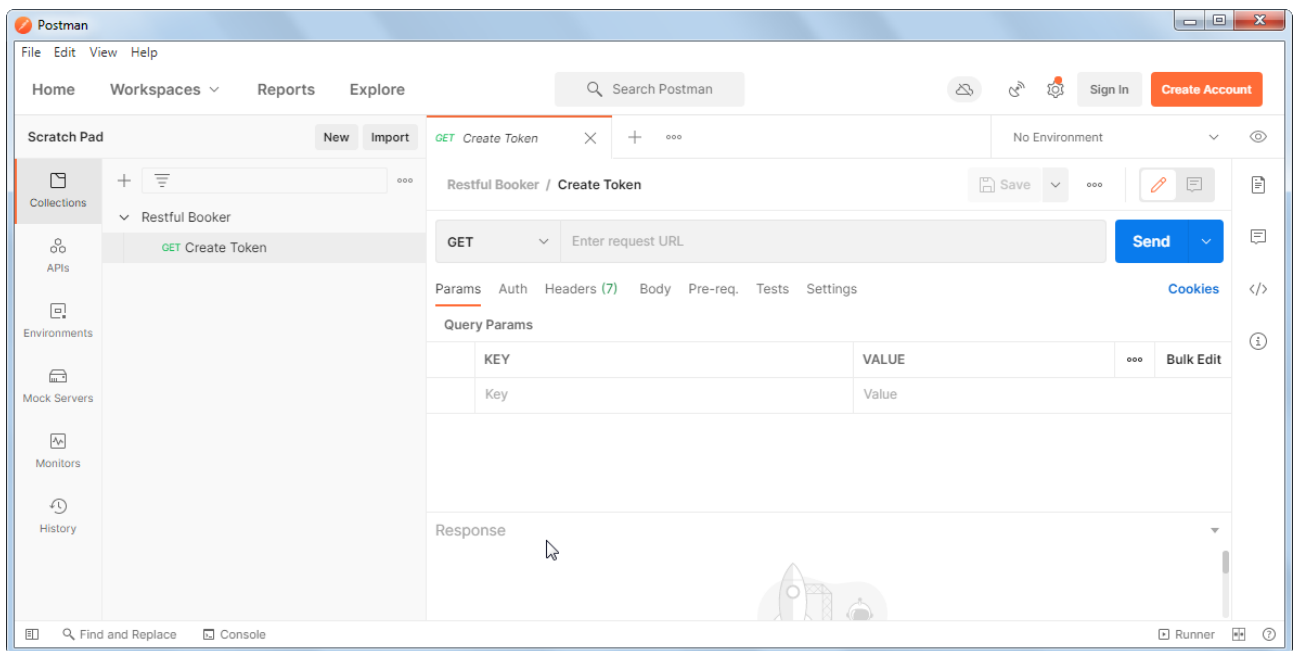 Postman
File Edit View Help
Home Workspaces Reports Explore Search Postman Sign In Create Account
Scratch Pad New Import GET Create Token No Environment
Collections
APIs
Environments
Mock Servers
Monitors
History
Restful Booker
GET Create Token
Restful Booker / Create Token Save
GET Enter request URL Send
Params Auth Headers (7) Body Pre-req. Tests Settings Cookies
Query Params
KEY VALUE Bulk Edit
Key Value
Response
Find and Replace Console Runner